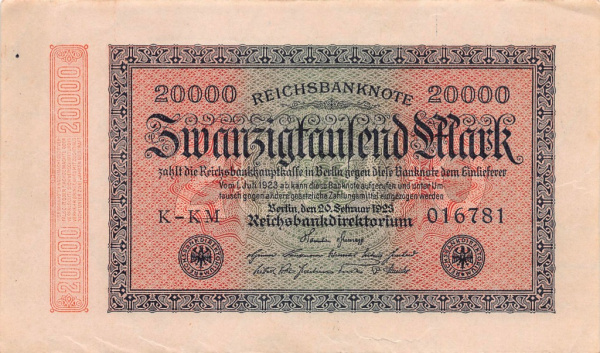 20000
REICHSBANKNOTE
20000
Zwanzigtausend Mark
zahlt die Reichsbankhauptkasse in Berlin gegen diese Banknote dem Einlieferer
Vom 1. Juli 1923 ab kann diese Banknote aufgerufen und unter Um-
tausch gegen andere gesetzliche Zahlungsmittel eingezogen werden
Berlin, den 20. Februar 1923
K-KM
Reichsbankdirektorium
016781
20000
20000